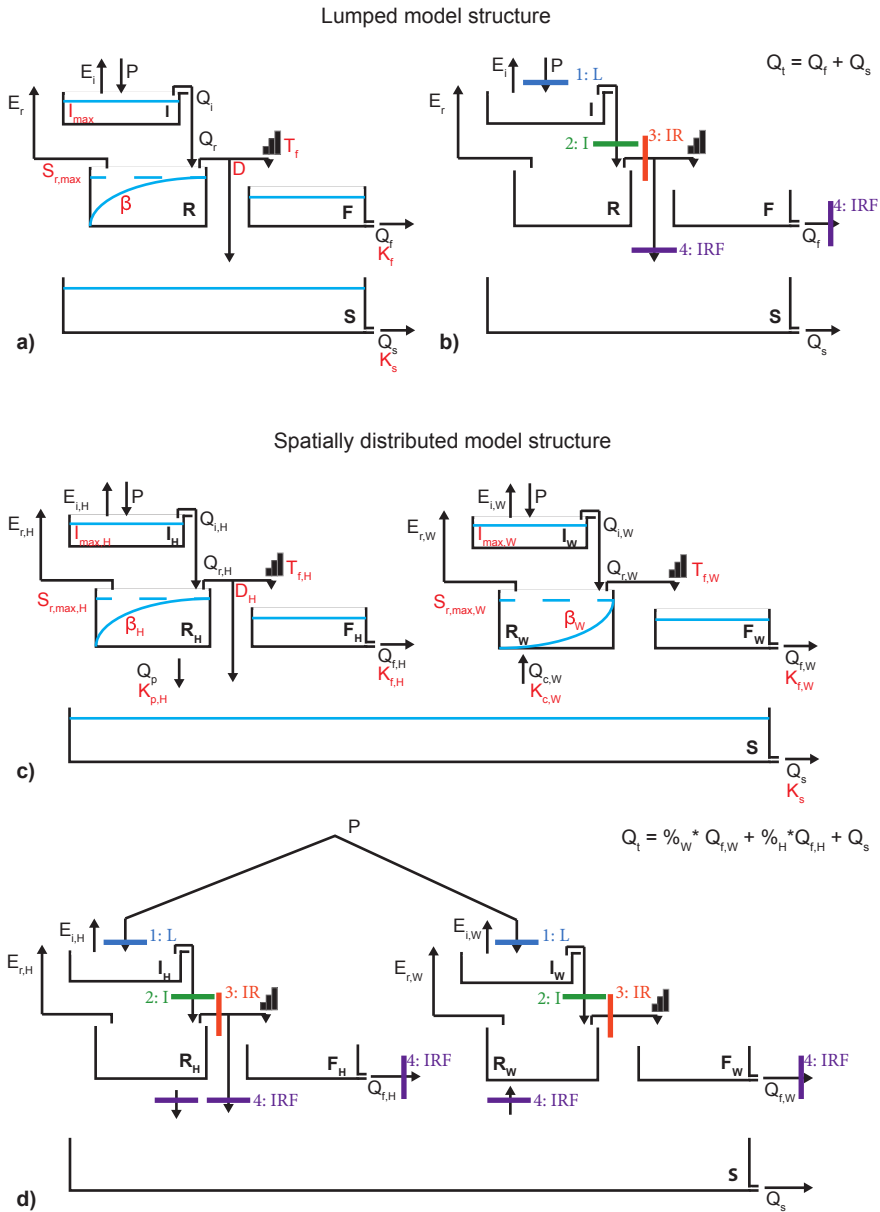 Lumped model structure
E_i P
E_r
I_max I
Q_i
Q_r
T_f
S_r,max
D
β
R
F
Q_f
K_f
S
Q_s
K_s
a)
Q_t = Q_f + Q_s
E_i P
1: L
E_r
I
2: I
3: IR
R
F
4: IRF
Q_f
4: IRF
S
Q_s
b)
Spatially distributed model structure
E_i,H P
E_r,H
I_max,H I_H
Q_i,H
Q_r,H
T_f,H
S_r,max,H
D_H
β_H
R_H
F_H
Q_f,H
K_f,H
Q_p
K_p,H
E_i,W P
E_r,W
I_max,W I_W
Q_i,W
Q_r,W
T_f,W
S_r,max,W
β_W
R_W
F_W
Q_f,W
K_f,W
Q_c,W
K_c,W
S
Q_s
K_s
c)
P
Q_t = %_W* Q_f,W + %_H*Q_f,H + Q_s
E_i,H
1: L
E_r,H
I_H
2: I
3: IR
R_H
F_H
4: IRF
Q_f,H
4: IRF
E_i,W
1: L
E_r,W
I_W
2: I
3: IR
R_W
F_W
4: IRF
Q_f,W
4: IRF
S
Q_s
d)